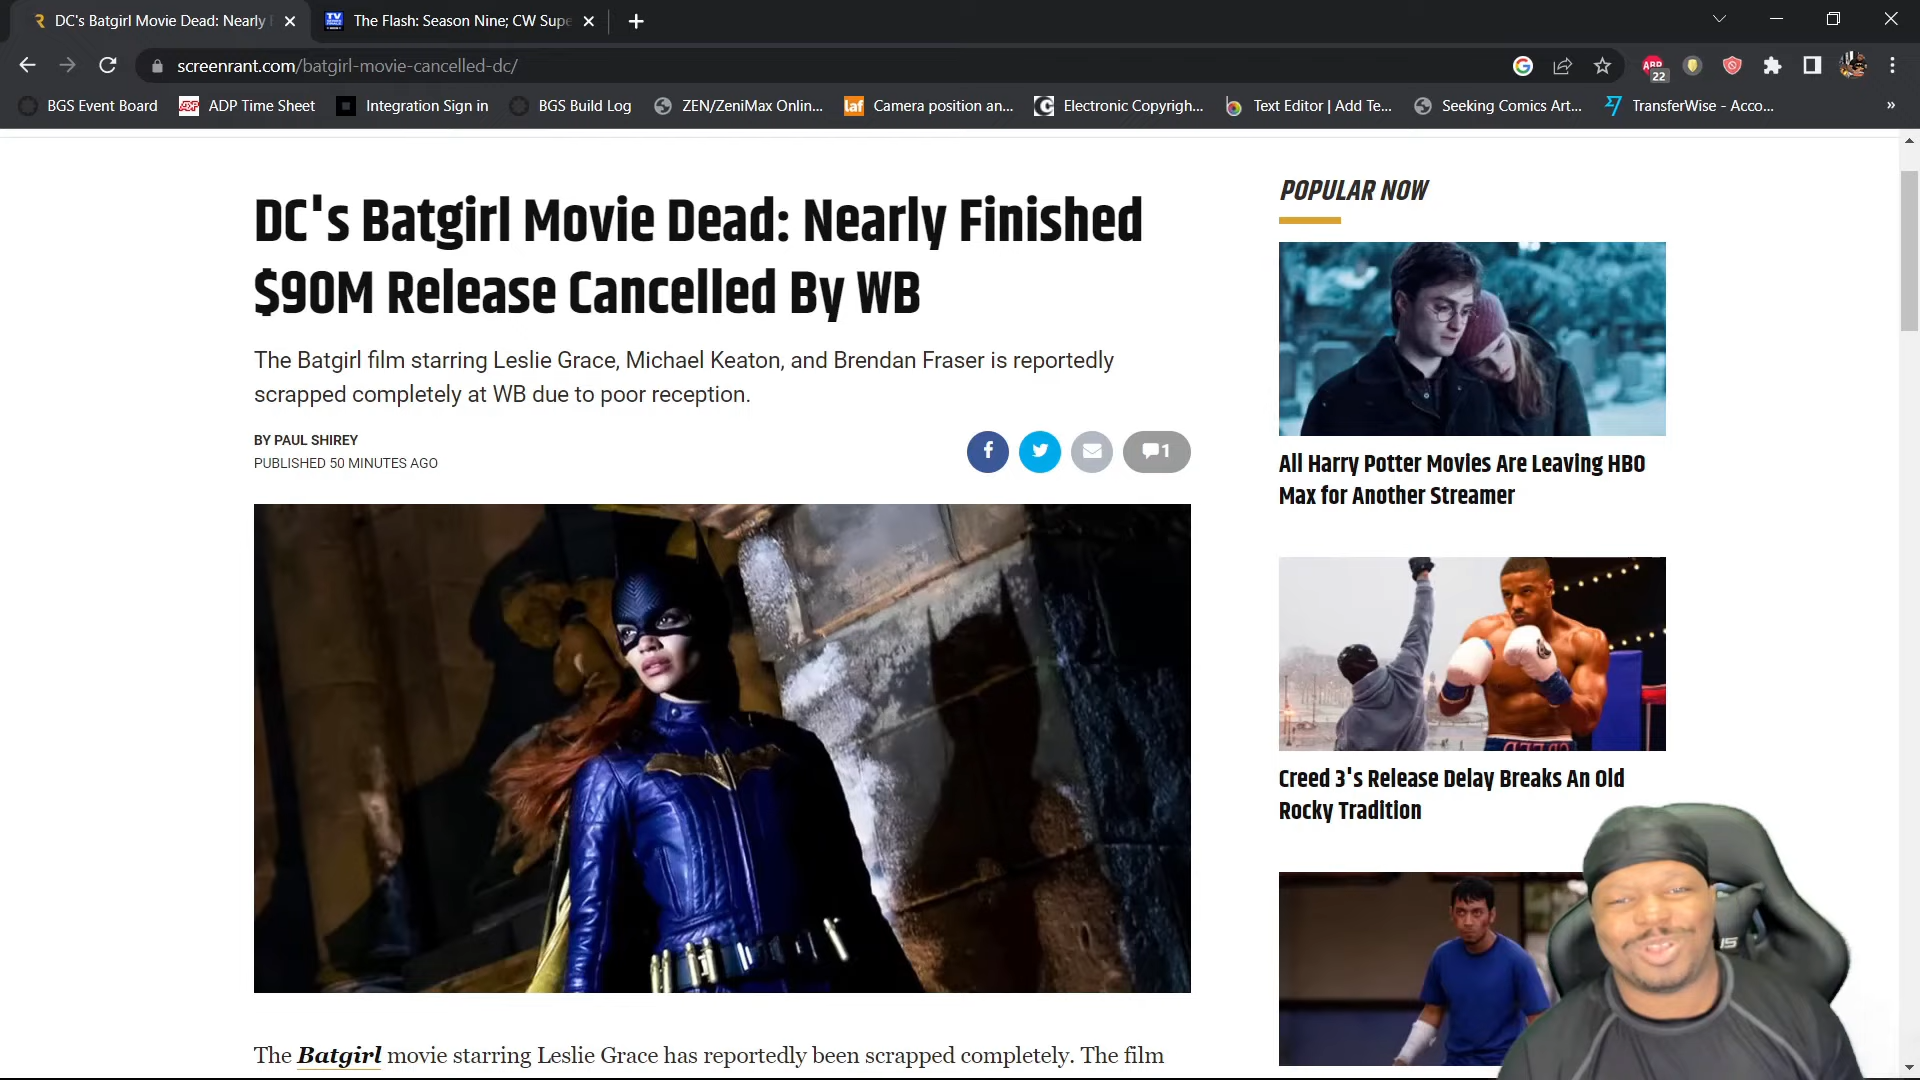 DC's Batgirl Movie Dead: Nearly F
The Flash: Season Nine; CW Supe
screenrant.com/batgirl-movie-cancelled-dc/
22
BGS Event Board
ADP Time Sheet
Integration Sign in
BGS Build Log
ZEN/ZeniMax Onlin...
Camera position an...
Electronic Copyrigh...
Text Editor | Add Te...
Seeking Comics Art...
TransferWise - Acco...
DC's Batgirl Movie Dead: Nearly Finished
$90M Release Cancelled By WB
The Batgirl film starring Leslie Grace, Michael Keaton, and Brendan Fraser is reportedly
scrapped completely at WB due to poor reception.
BY PAUL SHIREY
PUBLISHED 50 MINUTES AGO
1
The Batgirl movie starring Leslie Grace has reportedly been scrapped completely. The film
POPULAR NOW
All Harry Potter Movies Are Leaving HBO
Max for Another Streamer
Creed 3's Release Delay Breaks An Old
Rocky Tradition